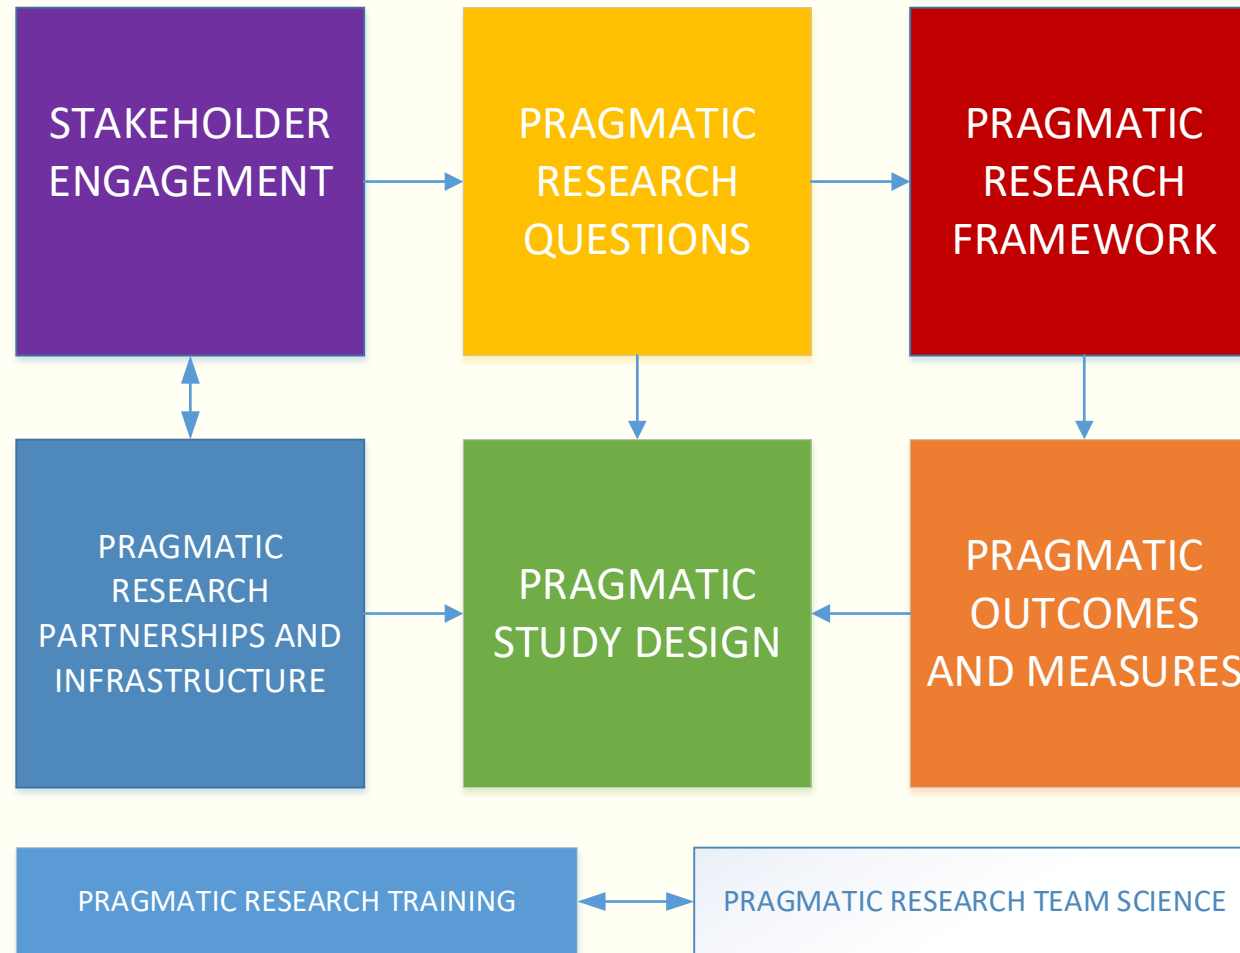 STAKEHOLDER
ENGAGEMENT
PRAGMATIC
RESEARCH
QUESTIONS
PRAGMATIC
RESEARCH
FRAMEWORK
PRAGMATIC
RESEARCH
PARTNERSHIPS AND
INFRASTRUCTURE
PRAGMATIC
STUDY DESIGN
PRAGMATIC
OUTCOMES
AND MEASURES
PRAGMATIC RESEARCH TRAINING
PRAGMATIC RESEARCH TEAM SCIENCE